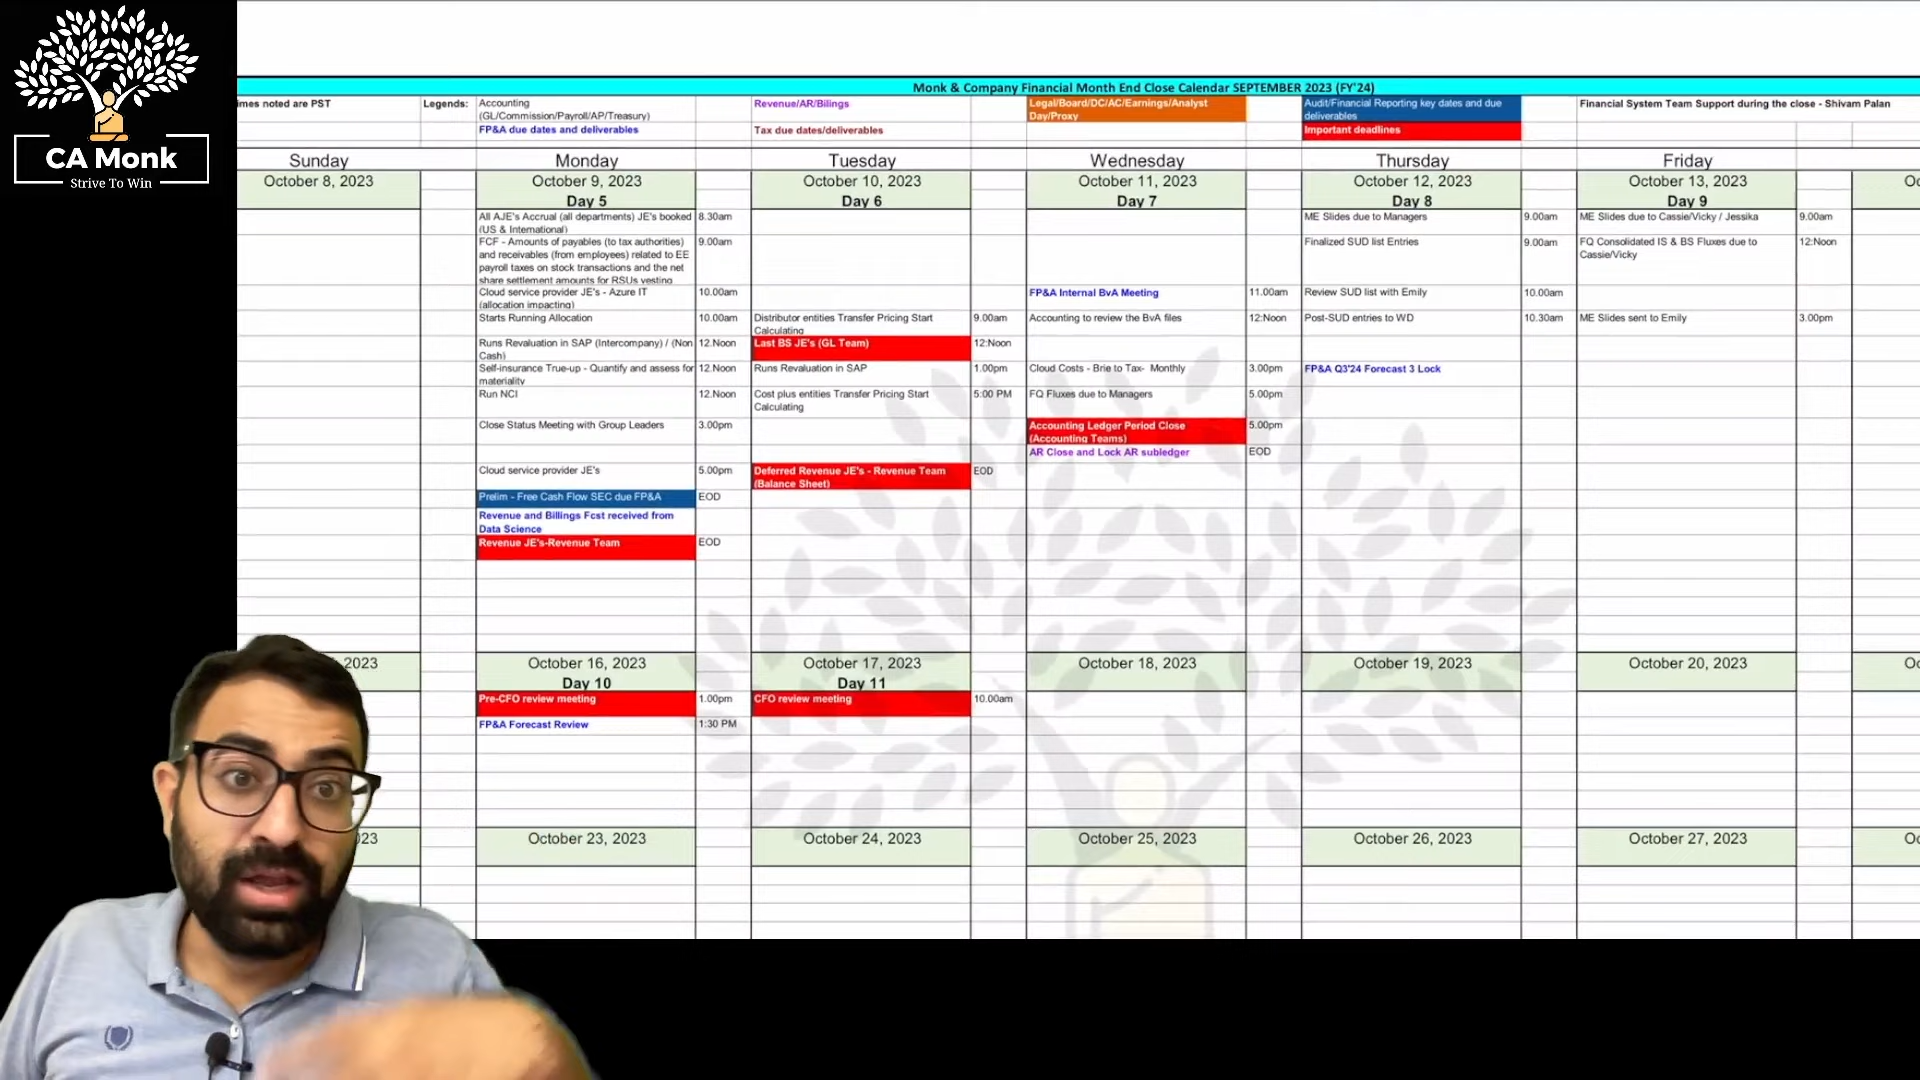 CA Monk
Strive To Win
Monk & Company Financial Month End Close Calendar SEPTEMBER 2023 (FY'24)
imes noted are PST
Legends:
Accounting
(GL/Commission/Payroll/AP/Treasury)
FP&A due dates and deliverables
Revenue/AR/Bilings
Tax due dates/deliverables
Legal/Board/DC/AC/Earnings/Analyst
Day/Proxy
Audit/Financial Reporting key dates and due
deliverables
Important deadlines
Financial System Team Support during the close - Shivam Palan
Sunday
Monday
Tuesday
Wednesday
Thursday
Friday
October 8, 2023
October 9, 2023
Day 5
October 10, 2023
Day 6
October 11, 2023
Day 7
October 12, 2023
Day 8
October 13, 2023
Day 9
Oc
All AJE's Accrual (all departments) JE's booked
(US & International)
8.30am
FCF - Amounts of payables (to tax authorities)
and receivables (from employees) related to EE
payroll taxes on stock transactions and the net
share settlement amounts for RSUs vesting
9.00am
Cloud service provider JE's - Azure IT
(allocation impacting)
10.00am
Starts Running Allocation
10.00am
Runs Revaluation in SAP (Intercompany) / (Non
Cash)
12.Noon
Self-insurance True-up - Quantify and assess for
materiality
12.Noon
Run NCI
12.Noon
Close Status Meeting with Group Leaders
3.00pm
Cloud service provider JE's
5.00pm
Prelim - Free Cash Flow SEC due FP&A
EOD
Revenue and Billings Fcst received from
Data Science
Revenue JE's-Revenue Team
EOD
Distributor entities Transfer Pricing Start
Calculating
9.00am
Last BS JE's (GL Team)
12:Noon
Runs Revaluation in SAP
1.00pm
Cost plus entities Transfer Pricing Start
Calculating
5:00 PM
Deferred Revenue JE's - Revenue Team
(Balance Sheet)
EOD
FP&A Internal BvA Meeting
11.00am
Accounting to review the BvA files
12:Noon
Cloud Costs - Brie to Tax- Monthly
3.00pm
FQ Fluxes due to Managers
5.00pm
Accounting Ledger Period Close
(Accounting Teams)
5.00pm
AR Close and Lock AR subledger
EOD
ME Slides due to Managers
9.00am
Finalized SUD list Entries
9.00am
Review SUD list with Emily
10.00am
Post-SUD entries to WD
10.30am
FP&A Q3'24 Forecast 3 Lock
ME Slides due to Cassie/Vicky / Jessika
9.00am
FQ Consolidated IS & BS Fluxes due to
Cassie/Vicky
12:Noon
ME Slides sent to Emily
3.00pm
2023
October 16, 2023
Day 10
October 17, 2023
Day 11
October 18, 2023
October 19, 2023
October 20, 2023
Oc
Pre-CFO review meeting
1.00pm
CFO review meeting
10.00am
FP&A Forecast Review
1:30 PM
23
October 23, 2023
October 24, 2023
October 25, 2023
October 26, 2023
October 27, 2023
Oc